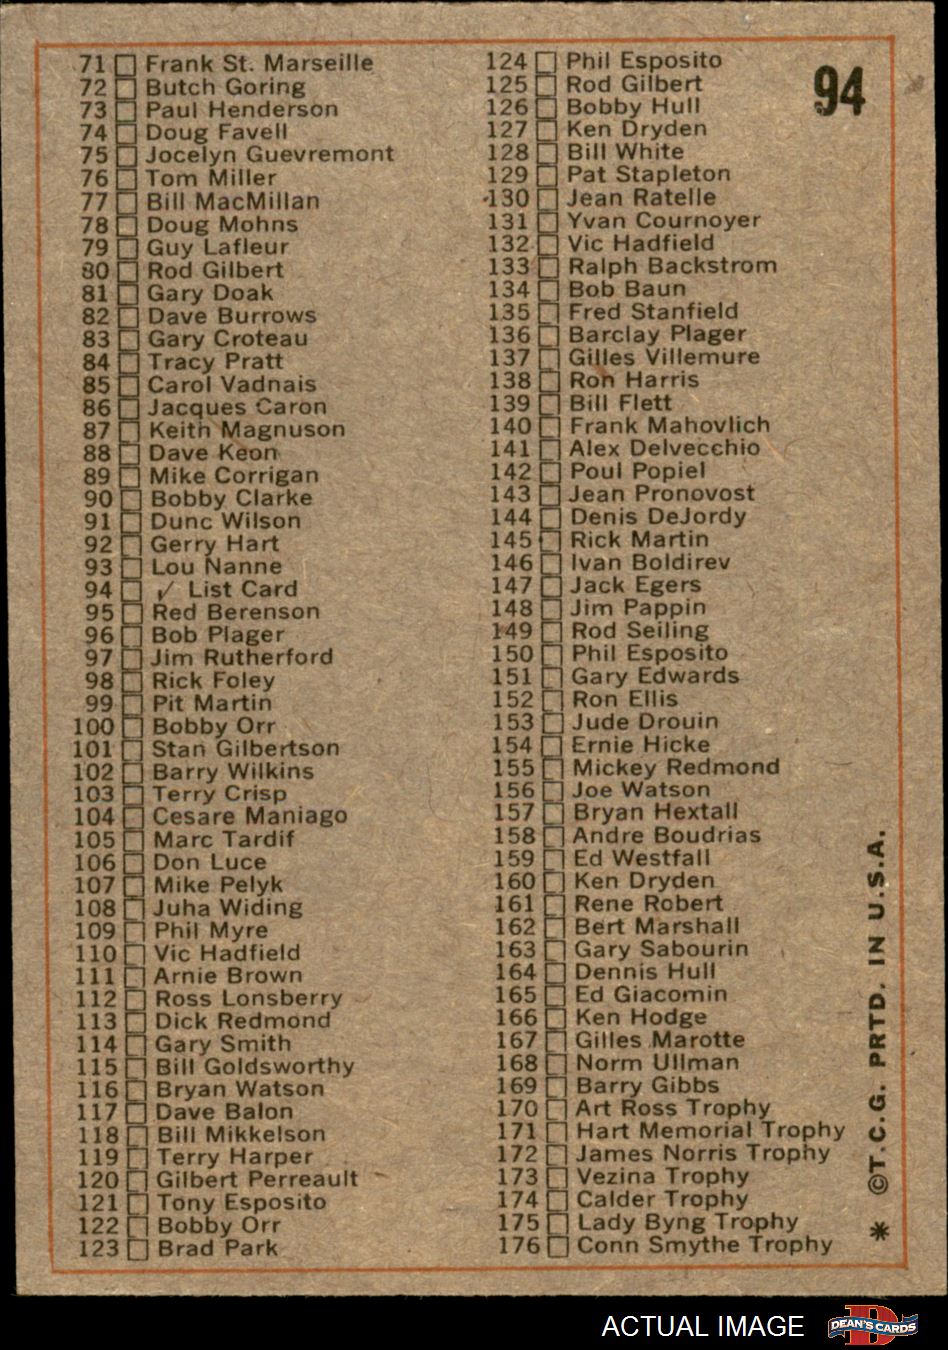 94
71 Frank St. Marseille
72 Butch Goring
73 Paul Henderson
74 Doug Favell
75 Jocelyn Guevremont
76 Tom Miller
77 Bill MacMillan
78 Doug Mohns
79 Guy Lafleur
80 Rod Gilbert
81 Gary Doak
82 Dave Burrows
83 Gary Croteau
84 Tracy Pratt
85 Carol Vadnais
86 Jacques Caron
87 Keith Magnuson
88 Dave Keon
89 Mike Corrigan
90 Bobby Clarke
91 Dunc Wilson
92 Gerry Hart
93 Lou Nanne
94 ✓ List Card
95 Red Berenson
96 Bob Plager
97 Jim Rutherford
98 Rick Foley
99 Pit Martin
100 Bobby Orr
101 Stan Gilbertson
102 Barry Wilkins
103 Terry Crisp
104 Cesare Maniago
105 Marc Tardif
106 Don Luce
107 Mike Pelyk
108 Juha Widing
109 Phil Myre
110 Vic Hadfield
111 Arnie Brown
112 Ross Lonsberry
113 Dick Redmond
114 Gary Smith
115 Bill Goldsworthy
116 Bryan Watson
117 Dave Balon
118 Bill Mikkelson
119 Terry Harper
120 Gilbert Perreault
121 Tony Esposito
122 Bobby Orr
123 Brad Park
124 Phil Esposito
125 Rod Gilbert
126 Bobby Hull
127 Ken Dryden
128 Bill White
129 Pat Stapleton
130 Jean Ratelle
131 Yvan Cournoyer
132 Vic Hadfield
133 Ralph Backstrom
134 Bob Baun
135 Fred Stanfield
136 Barclay Plager
137 Gilles Villemure
138 Ron Harris
139 Bill Flett
140 Frank Mahovlich
141 Alex Delvecchio
142 Poul Popiel
143 Jean Pronovost
144 Denis DeJordy
145 Rick Martin
146 Ivan Boldirev
147 Jack Egers
148 Jim Pappin
149 Rod Seiling
150 Phil Esposito
151 Gary Edwards
152 Ron Ellis
153 Jude Drouin
154 Ernie Hicke
155 Mickey Redmond
156 Joe Watson
157 Bryan Hextall
158 Andre Boudrias
159 Ed Westfall
160 Ken Dryden
161 Rene Robert
162 Bert Marshall
163 Gary Sabourin
164 Dennis Hull
165 Ed Giacomin
166 Ken Hodge
167 Gilles Marotte
168 Norm Ullman
169 Barry Gibbs
170 Art Ross Trophy
171 Hart Memorial Trophy
172 James Norris Trophy
173 Vezina Trophy
174 Calder Trophy
175 Lady Byng Trophy
176 Conn Smythe Trophy
* ©T.C.G. PRTD. IN U.S.A.
ACTUAL IMAGE
DEAN'S CARDS